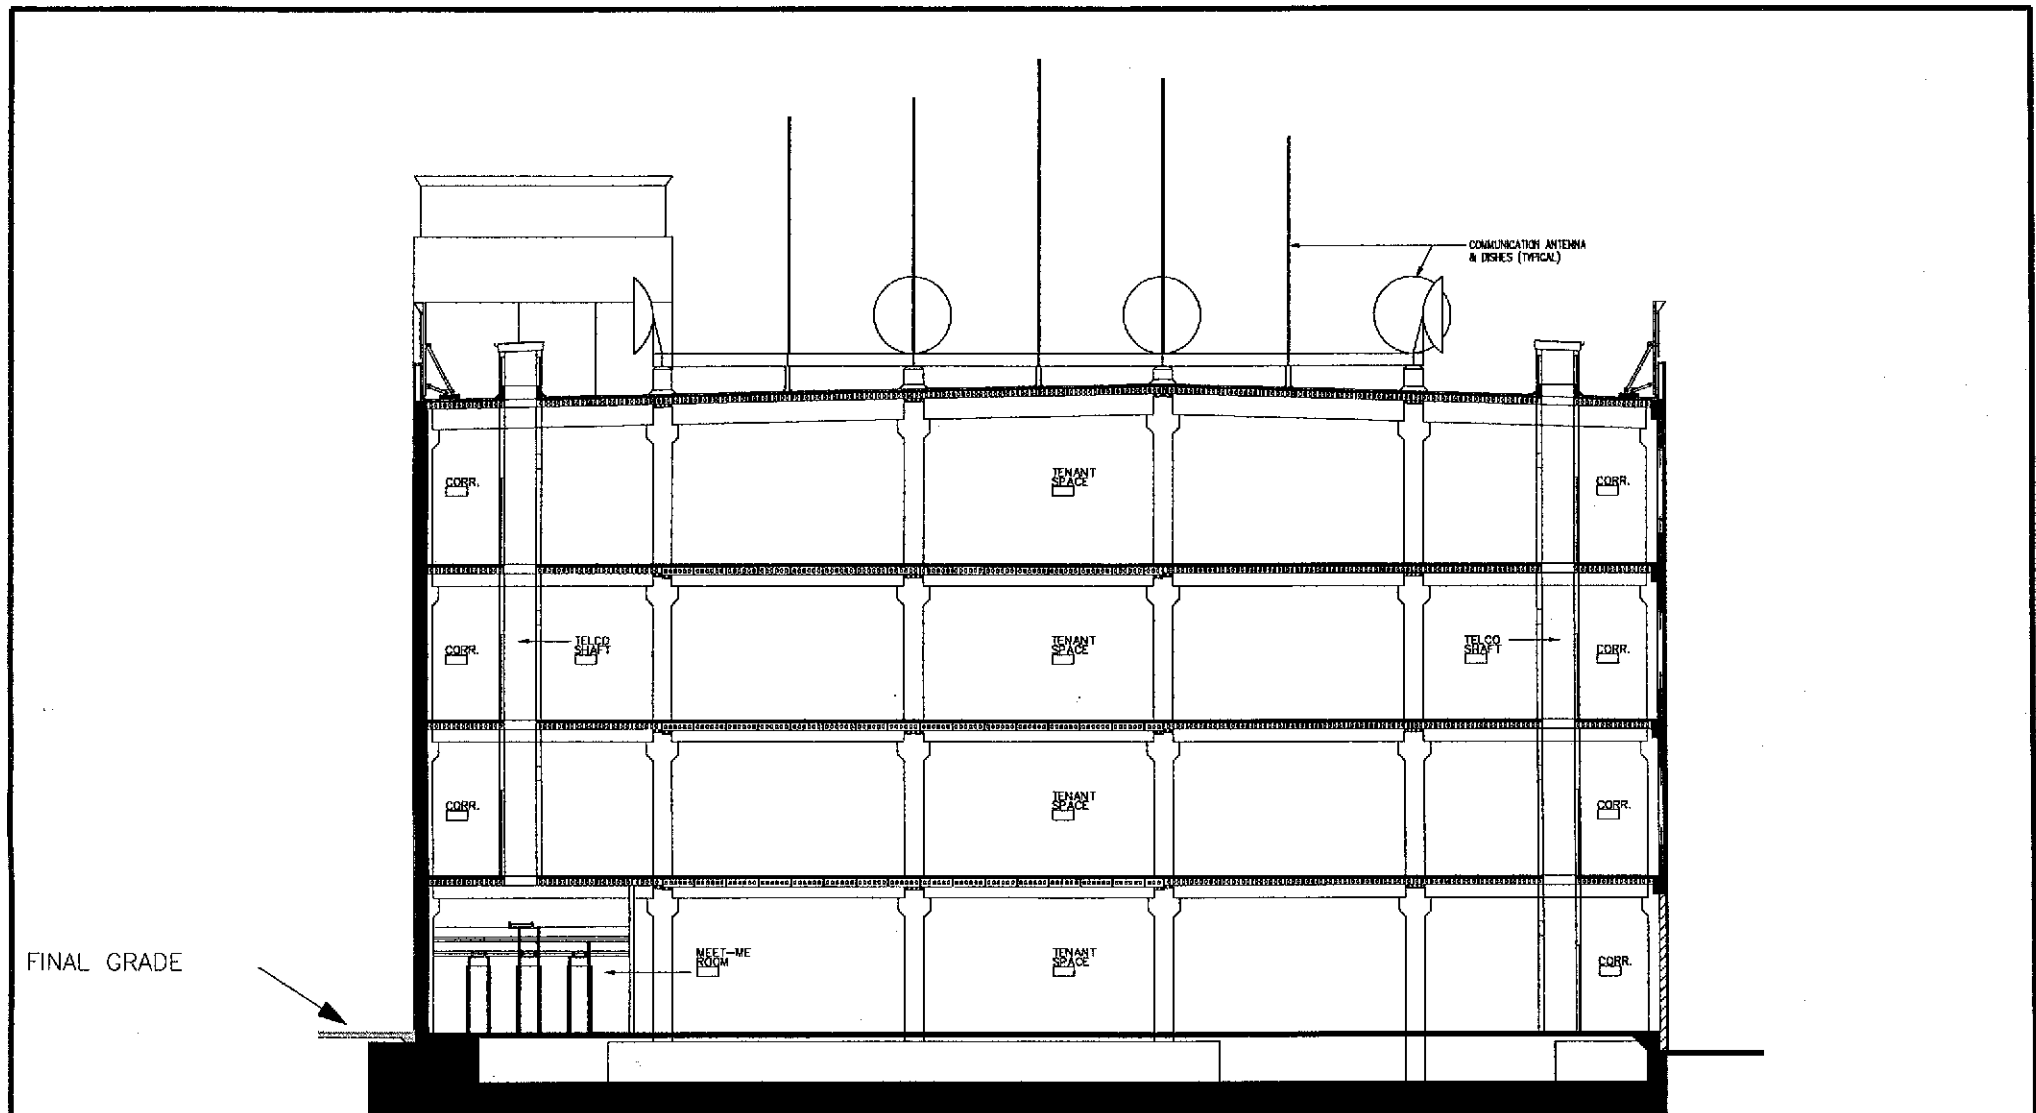 COMMUNICATION ANTENNA
& DISHES (TYPICAL)
CORR.
TENANT
SPACE
CORR.
CORR.
TELCO
SHAFT
TENANT
SPACE
TELCO
SHAFT
CORR.
CORR.
TENANT
SPACE
CORR.
FINAL GRADE
MEET-ME
ROOM
TENANT
SPACE
CORR.